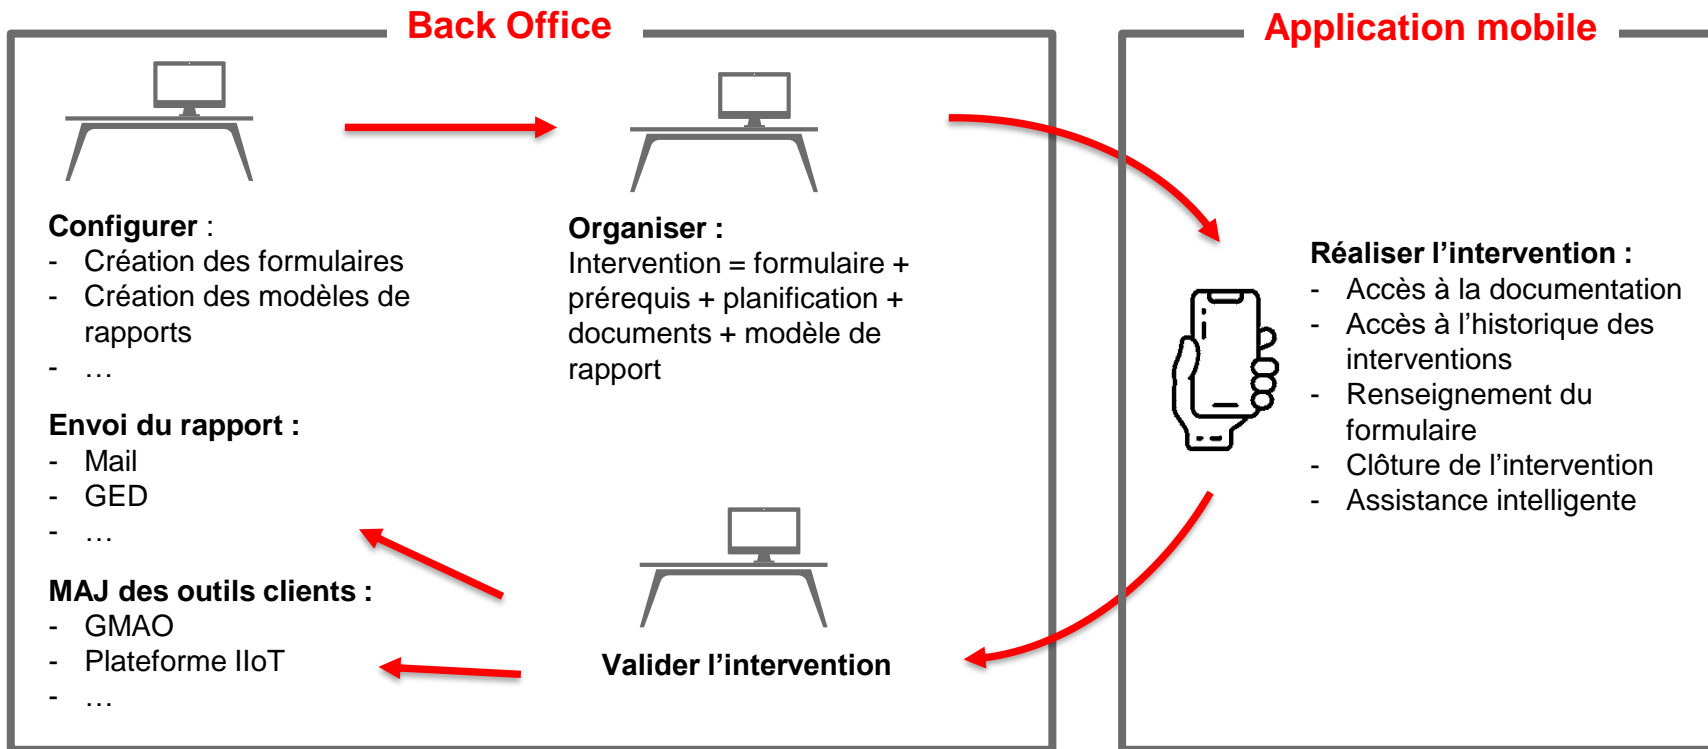 Back Office
Configurer :
- Création des formulaires
- Création des modèles de
rapports
- …
Organiser :
Intervention = formulaire +
prérequis + planification +
documents + modèle de
rapport
Envoi du rapport :
- Mail
- GED
- …
MAJ des outils clients :
- GMAO
- Plateforme IIoT
- …
Valider l’intervention
Application mobile
Réaliser l’intervention :
- Accès à la documentation
- Accès à l’historique des
interventions
- Renseignement du
formulaire
- Clôture de l’intervention
- Assistance intelligente